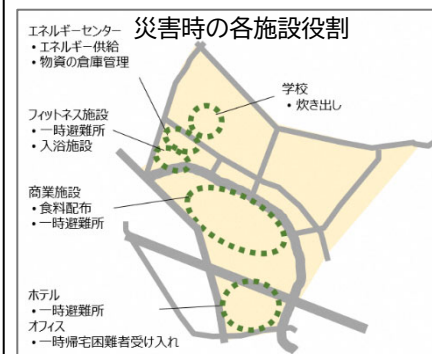 災害時の各施設役割
エネルギーセンター
• エネルギー供給
• 物資の倉庫管理
学校
• 炊き出し
フィットネス施設
• 一時避難所
• 入浴施設
商業施設
• 食料配布
• 一時避難所
ホテル
• 一時避難所
オフィス
• 一時帰宅困難者受け入れ